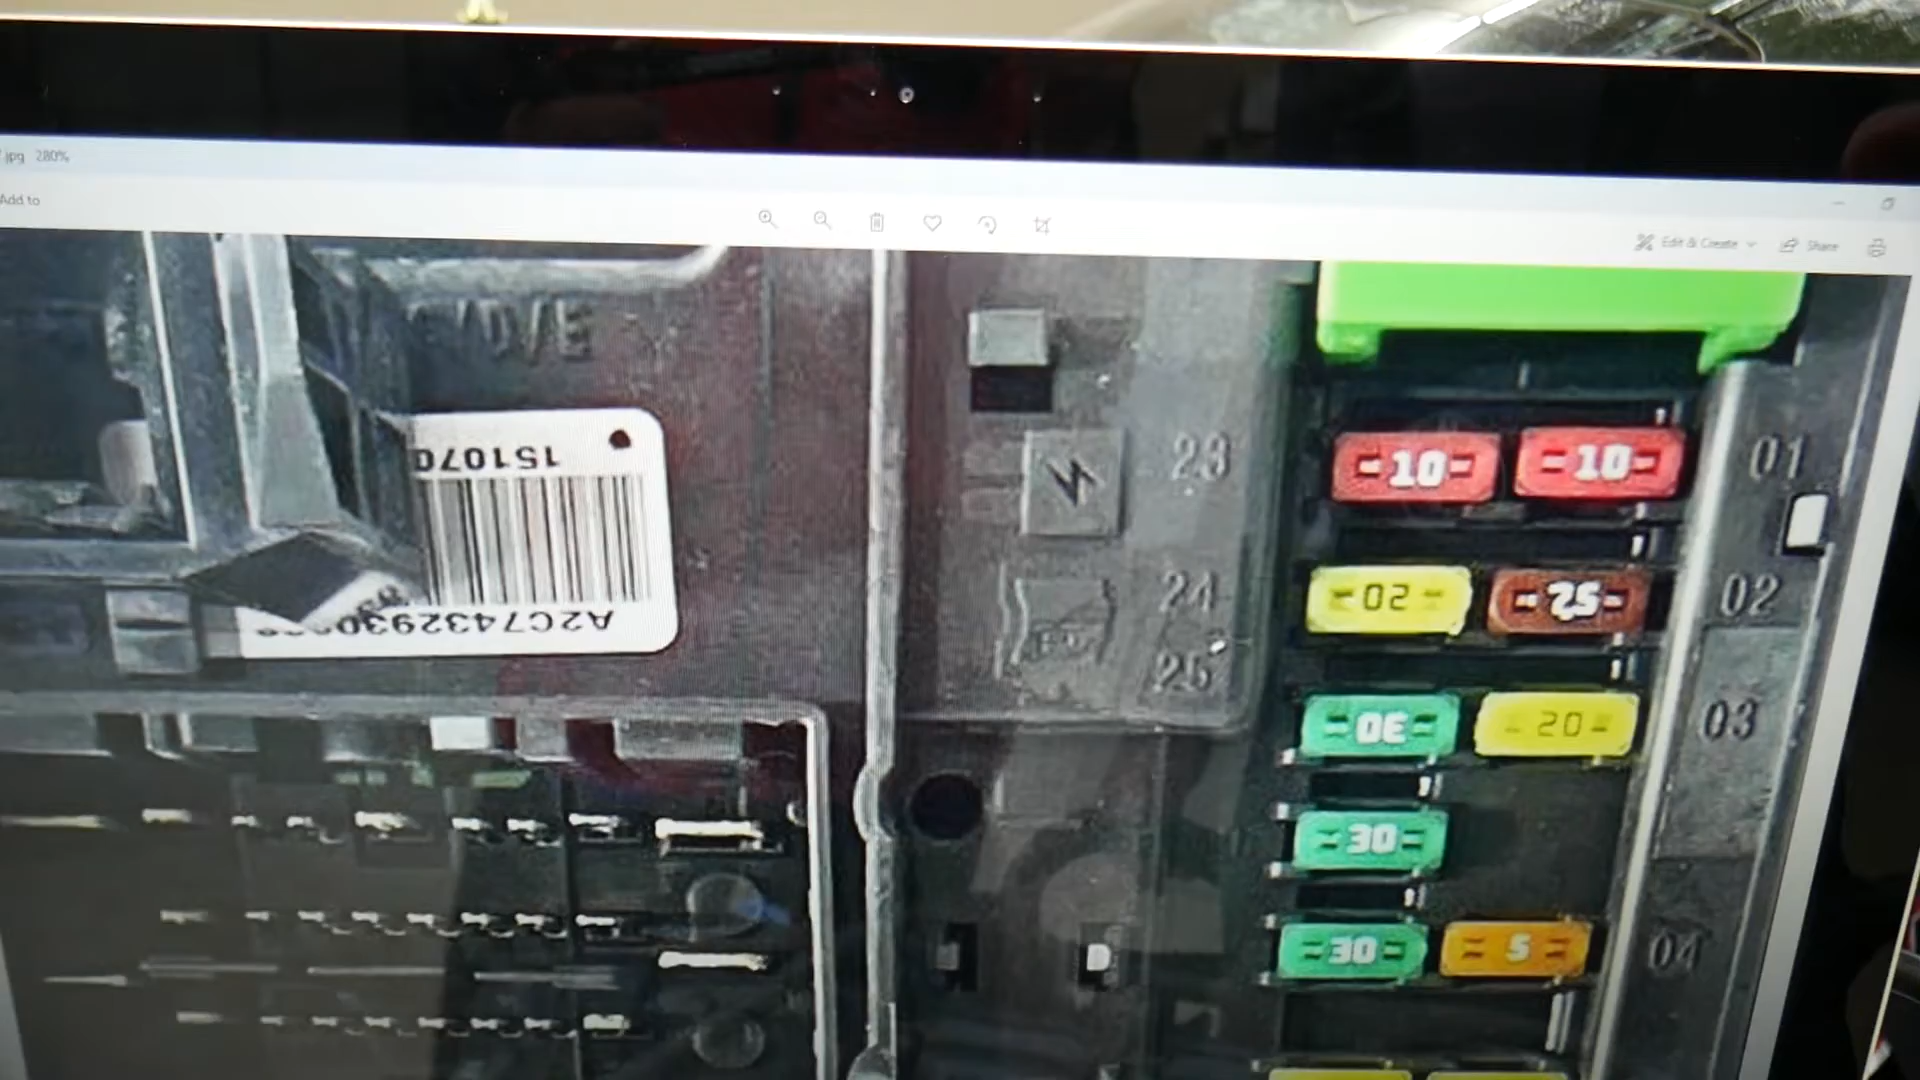 .jpg 280%
Add to
Edit & Create
Share
/D/E
151070
A2C7432930
23
24
25
10 10 01
20 25 02
30 20 03
30
30 5 04